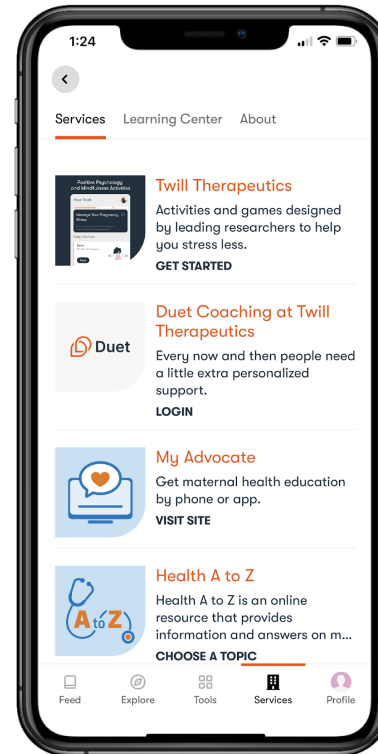 1:24
Services Learning Center About
Positive Psychology
and Mindfulness Activities
Manage Your Pregnancy
Stress
Twill Therapeutics
Activities and games designed
by leading researchers to help
you stress less.
GET STARTED
Duet
Duet Coaching at Twill
Therapeutics
Every now and then people need
a little extra personalized
support.
LOGIN
My Advocate
Get maternal health education
by phone or app.
VISIT SITE
A to Z
Health A to Z
Health A to Z is an online
resource that provides
information and answers on m...
CHOOSE A TOPIC
Feed Explore Tools Services Profile